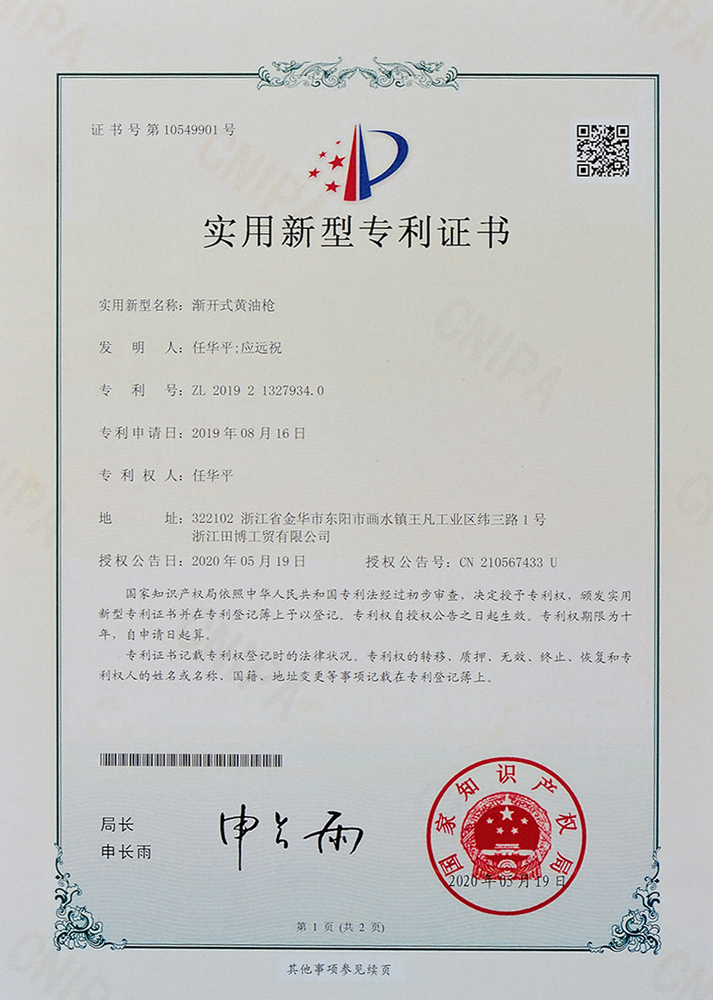 证书号第10549901号
实用新型专利证书
实用新型名称：渐开式黄油枪
发明人：任华平;应远祝
专利号：ZL 2019 2 1327934.0
专利申请日：2019年08月16日
专利权人：任华平
地址：322102 浙江省金华市东阳市画水镇王凡工业区纬三路1号
浙江田博工贸有限公司
授权公告日：2020年05月19日 授权公告号：CN 210567433 U
国家知识产权局依照中华人民共和国专利法经过初步审查，决定授予专利权，颁发实用
新型专利证书并在专利登记簿上予以登记。专利权自授权公告之日起生效。专利权期限为十
年，自申请日起算。
专利证书记载专利权登记时的法律状况。专利权的转移、质押、无效、终止、恢复和专
利权人的姓名或名称、国籍、地址变更等事项记载在专利登记簿上。
局长
申长雨
申长雨
国家知识产权局
2020年05月19日
第1页(共2页)
其他事项参见续页
CNIPA
CNIPA
CNIPA
CNIPA